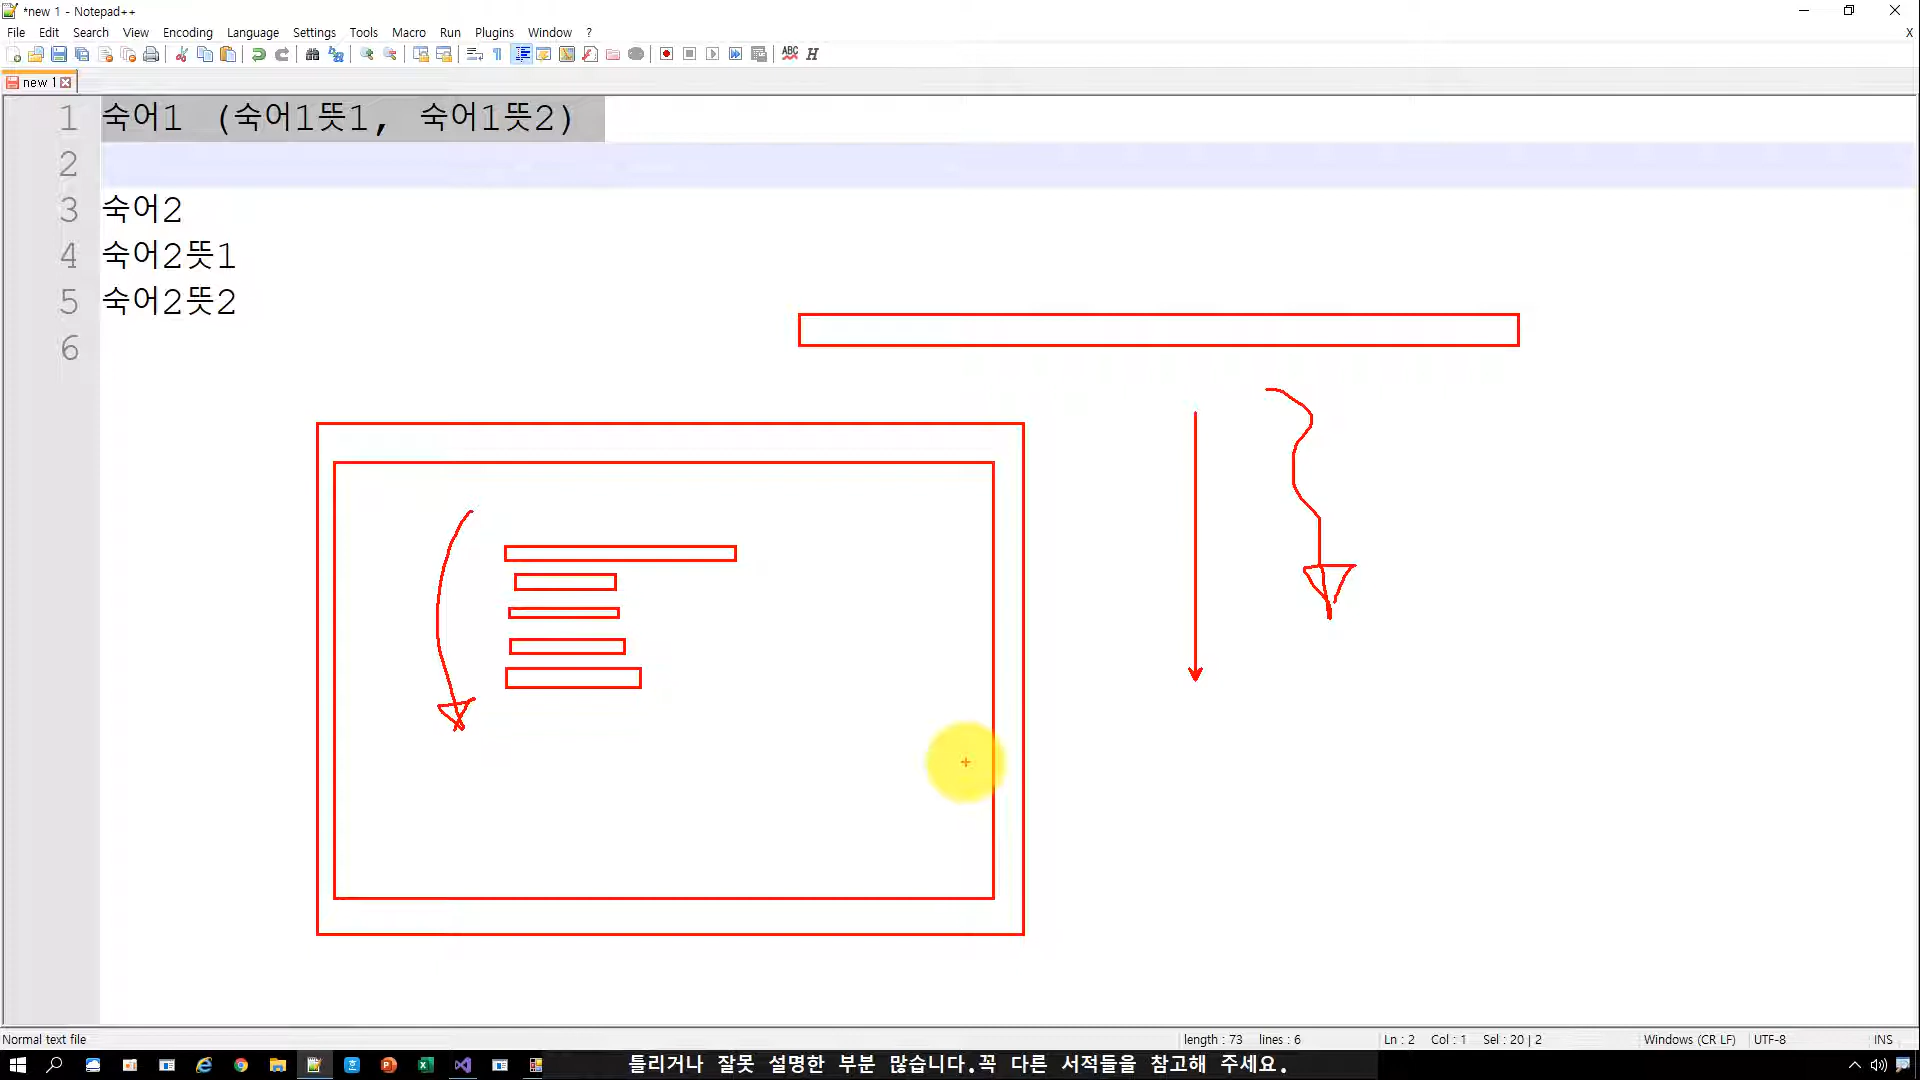 *new 1 - Notepad++
File Edit Search View Encoding Language Settings Tools Macro Run Plugins Window ? X
ABC H
new 1
1 숙어1 (숙어1뜻1, 숙어1뜻2)
2
3 숙어2
4 숙어2뜻1
5 숙어2뜻2
6
Normal text file length : 73 lines : 6 Ln : 2 Col : 1 Sel : 20 | 2 Windows (CR LF) UTF-8 INS
틀리거나 잘못 설명한 부분 많습니다.꼭 다른 서적들을 참고해 주세요.